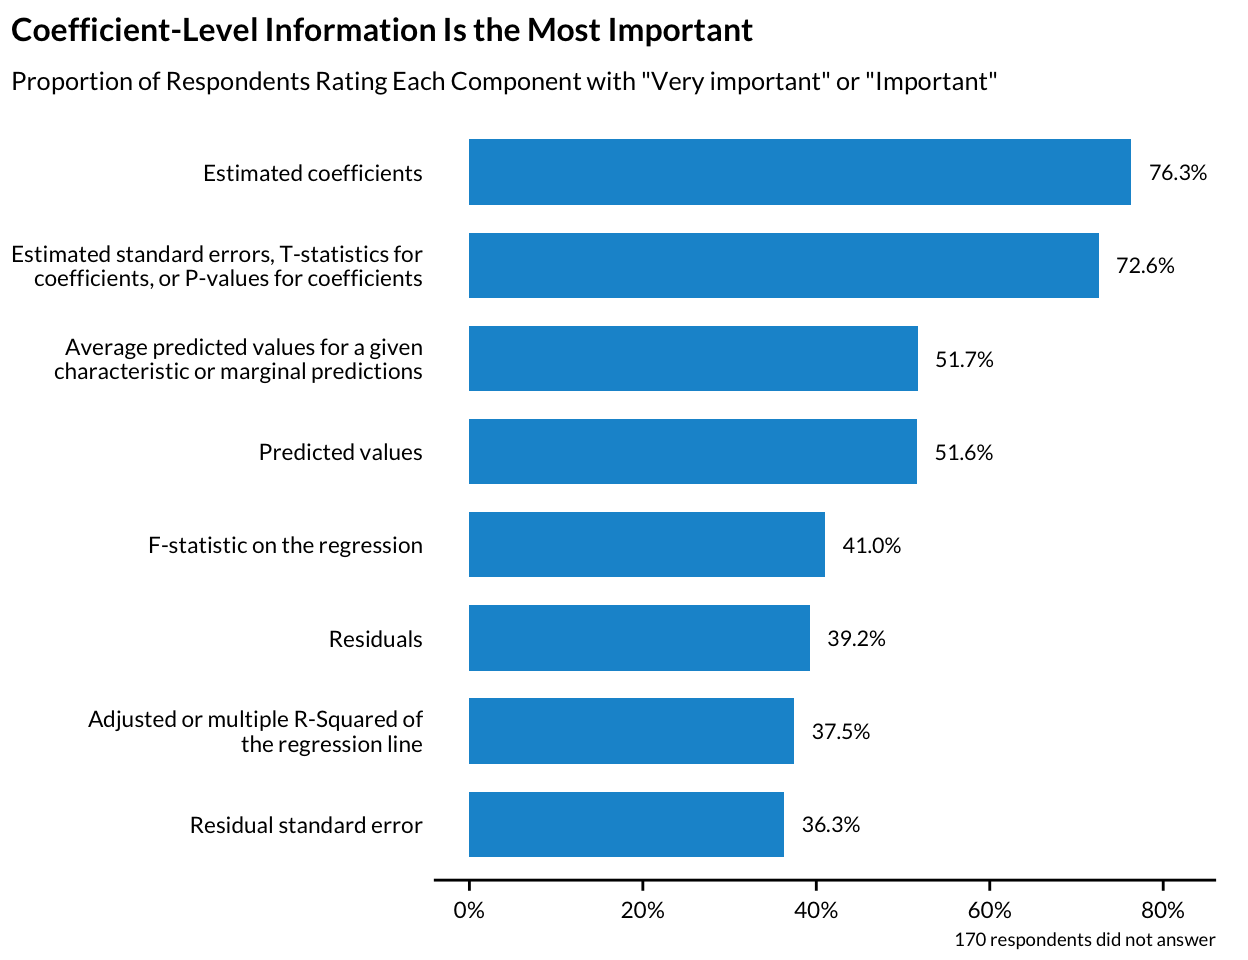 Coefficient-Level Information Is the Most Important
Proportion of Respondents Rating Each Component with "Very important" or "Important"
Estimated coefficients
76.3%
Estimated standard errors, T-statistics for
coefficients, or P-values for coefficients
72.6%
Average predicted values for a given
characteristic or marginal predictions
51.7%
Predicted values
51.6%
F-statistic on the regression
41.0%
Residuals
39.2%
Adjusted or multiple R-Squared of
the regression line
37.5%
Residual standard error
36.3%
0% 20% 40% 60% 80%
170 respondents did not answer